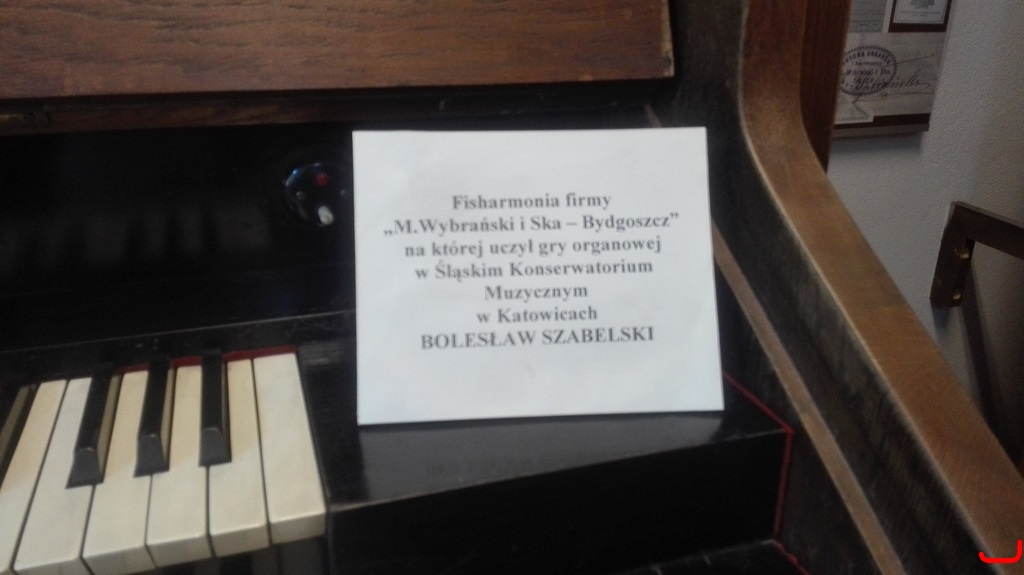 Fisharmonia firmy
„M.Wybrański i Ska – Bydgoszcz”
na której uczył gry organowej
w Śląskim Konserwatorium
Muzycznym
w Katowicach
BOLESŁAW SZABELSKI